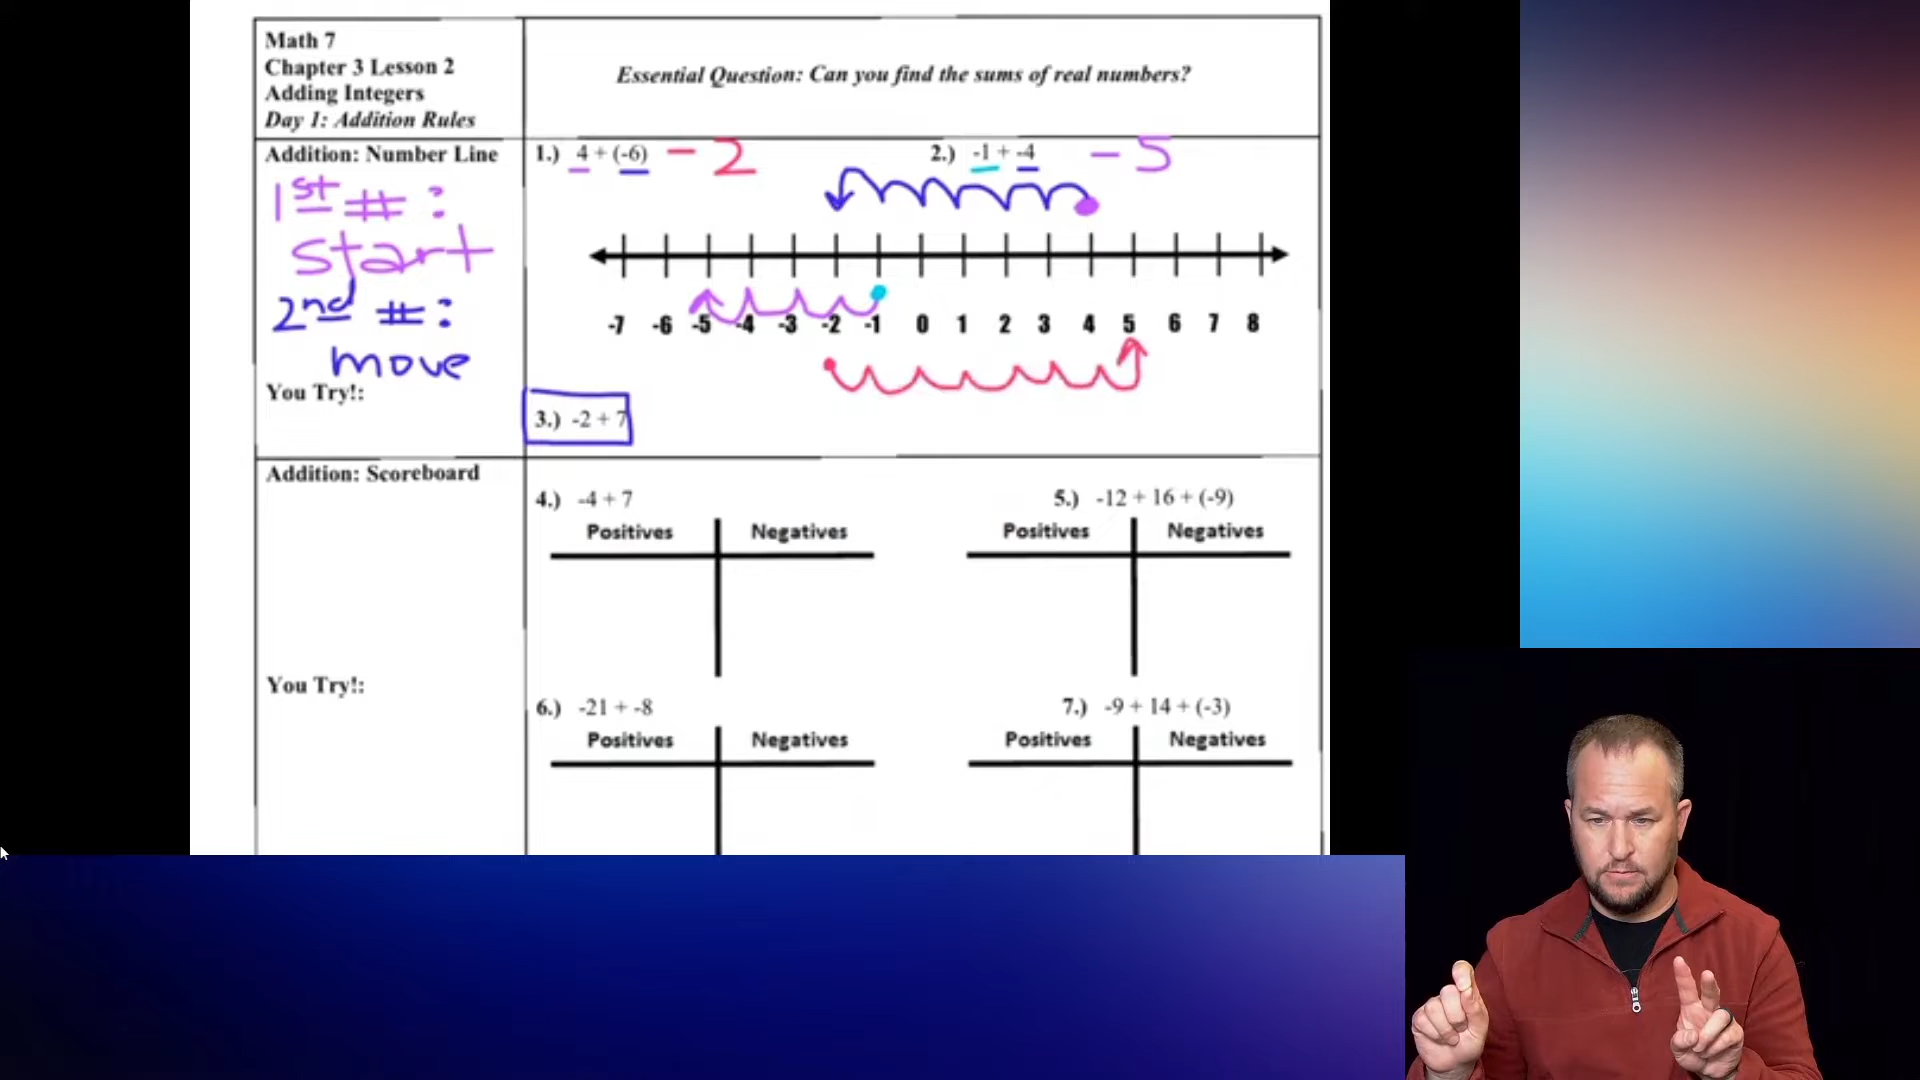 Math 7
Chapter 3 Lesson 2
Adding Integers
Day 1: Addition Rules
Essential Question: Can you find the sums of real numbers?
Addition: Number Line
1st #:
start
2nd #:
move
You Try!:
1.) 4 + (-6) -2
2.) -1 + -4 -5
-7 -6 -5 -4 -3 -2 -1 0 1 2 3 4 5 6 7 8
3.) -2 + 7
Addition: Scoreboard
4.) -4 + 7
Positives Negatives
5.) -12 + 16 + (-9)
Positives Negatives
You Try!:
6.) -21 + -8
Positives Negatives
7.) -9 + 14 + (-3)
Positives Negatives